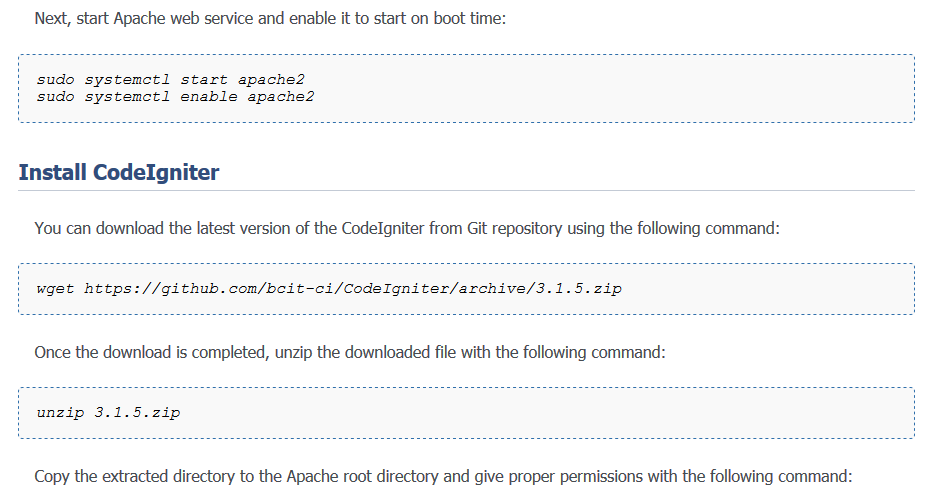 Next, start Apache web service and enable it to start on boot time:
sudo systemctl start apache2
sudo systemctl enable apache2
Install CodeIgniter
You can download the latest version of the CodeIgniter from Git repository using the following command:
wget https://github.com/bcit-ci/CodeIgniter/archive/3.1.5.zip
Once the download is completed, unzip the downloaded file with the following command:
unzip 3.1.5.zip
Copy the extracted directory to the Apache root directory and give proper permissions with the following command: